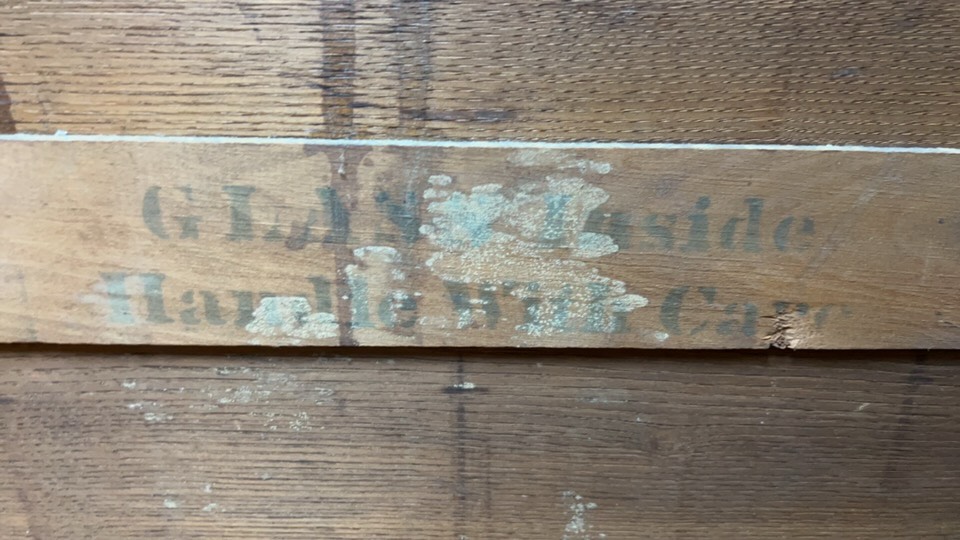 GLASS Inside
Handle With Care